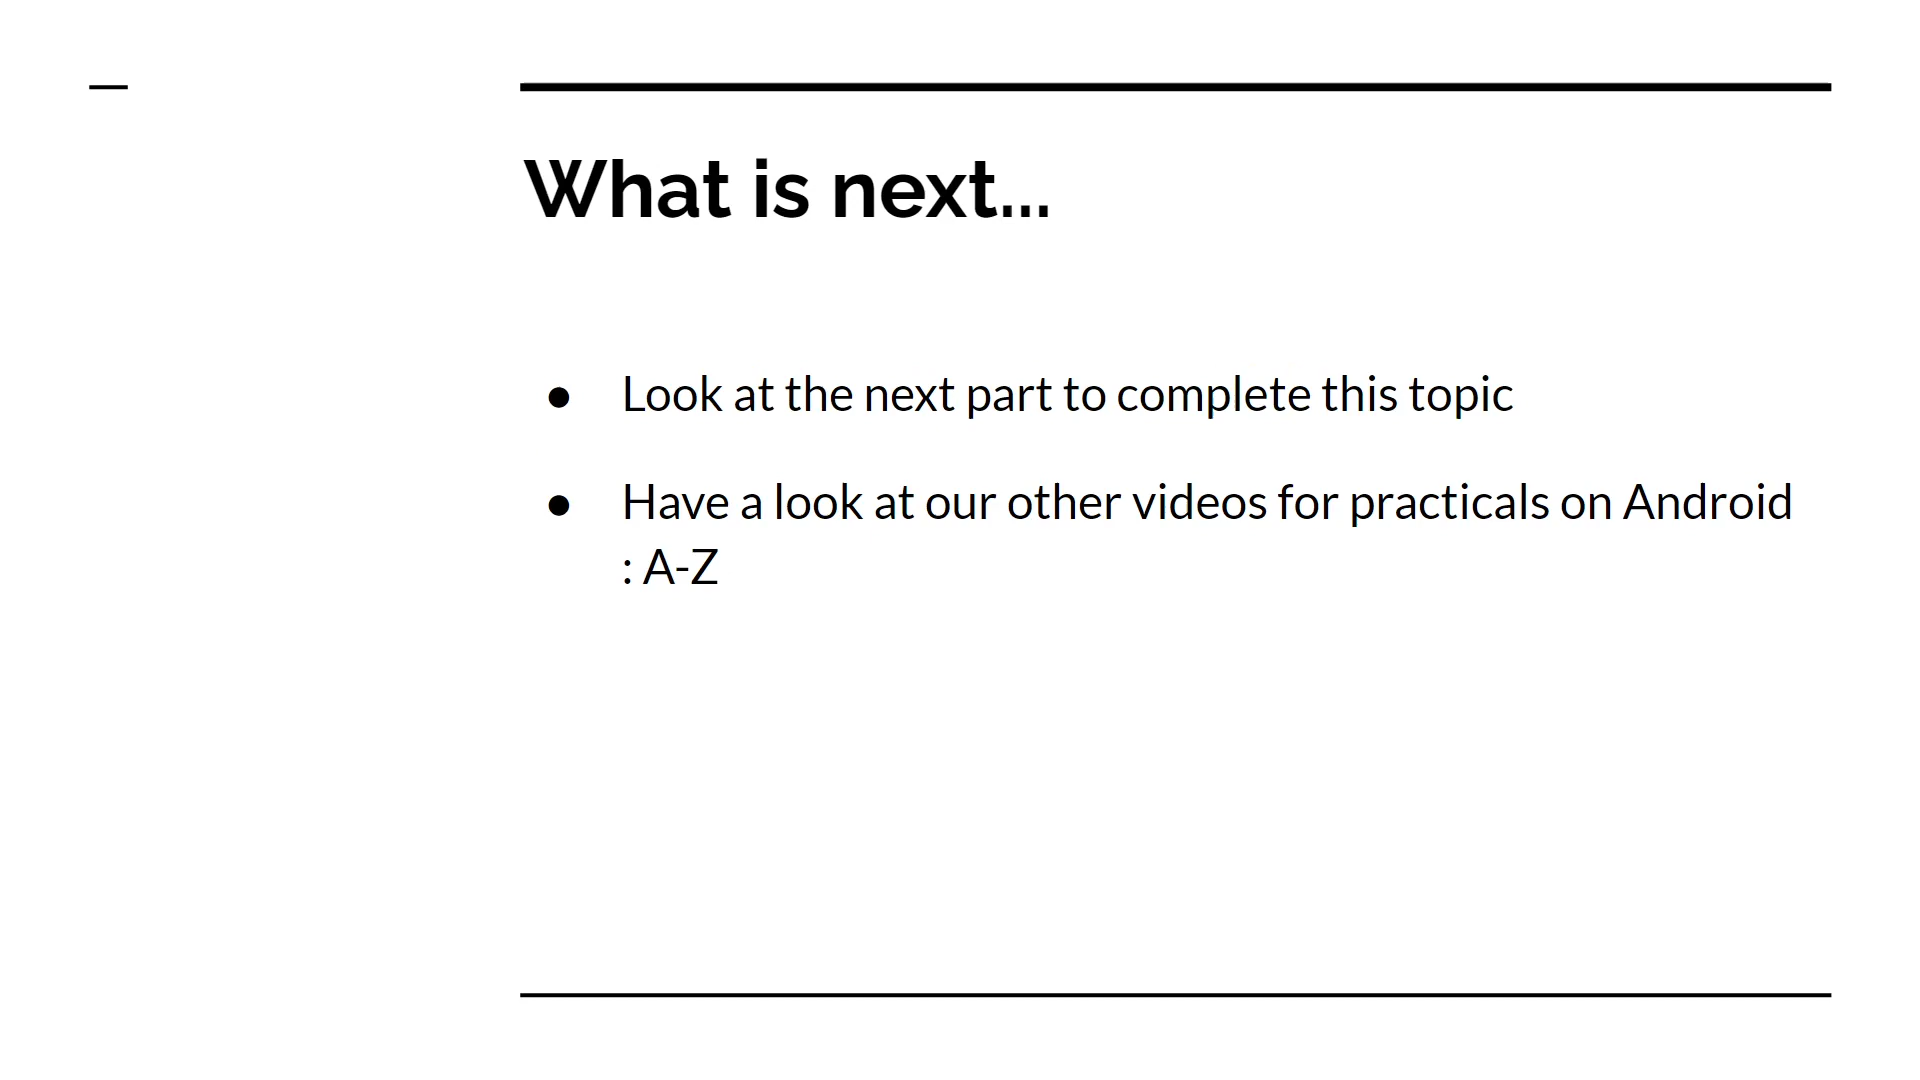 What is next...
● Look at the next part to complete this topic
● Have a look at our other videos for practicals on Android
: A-Z